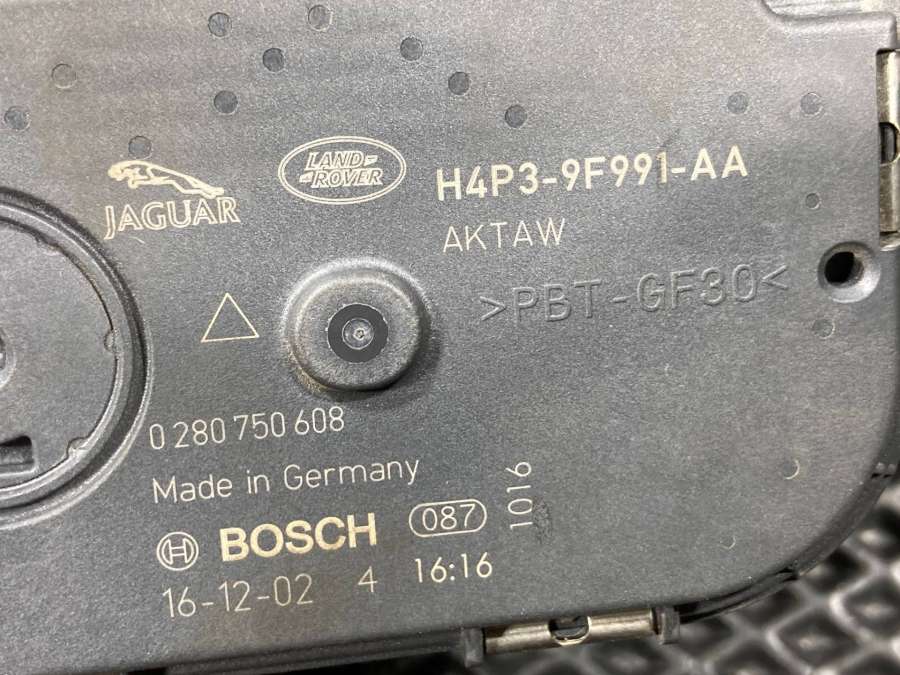 JAGUAR
LAND-
-ROVER
H4P3-9F991-AA
AKTAW
>PBT-GF30<
0 280 750 608
Made in Germany
BOSCH 087
1016
16-12-02 4 16:16